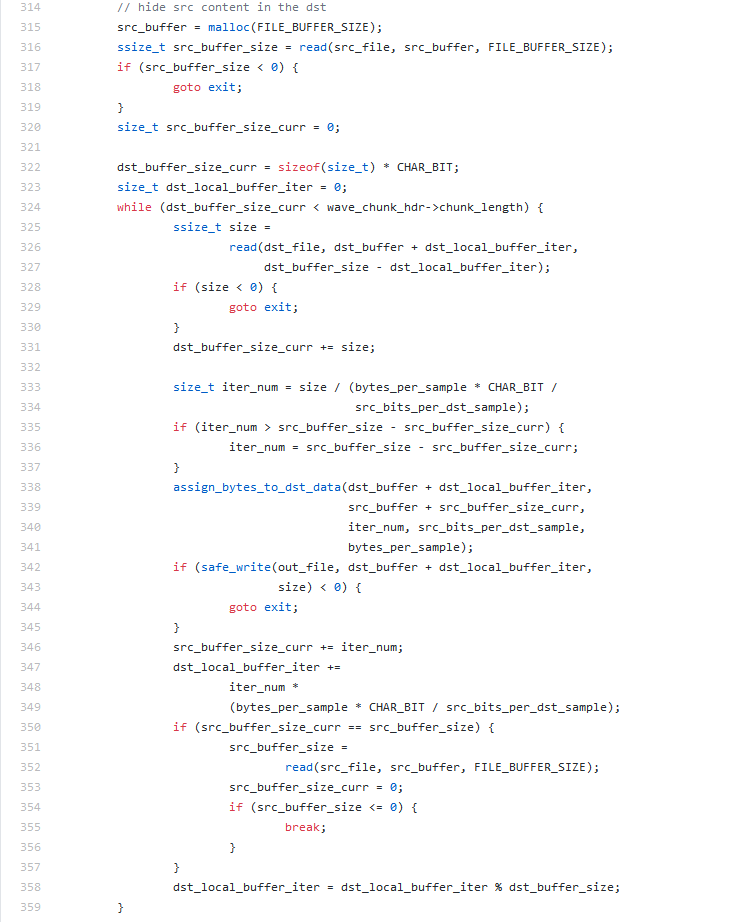 314 // hide src content in the dst
315 src_buffer = malloc(FILE_BUFFER_SIZE);
316 ssize_t src_buffer_size = read(src_file, src_buffer, FILE_BUFFER_SIZE);
317 if (src_buffer_size < 0) {
318 goto exit;
319 }
320 size_t src_buffer_size_curr = 0;
321
322 dst_buffer_size_curr = sizeof(size_t) * CHAR_BIT;
323 size_t dst_local_buffer_iter = 0;
324 while (dst_buffer_size_curr < wave_chunk_hdr->chunk_length) {
325 ssize_t size =
326 read(dst_file, dst_buffer + dst_local_buffer_iter,
327 dst_buffer_size - dst_local_buffer_iter);
328 if (size < 0) {
329 goto exit;
330 }
331 dst_buffer_size_curr += size;
332
333 size_t iter_num = size / (bytes_per_sample * CHAR_BIT /
334 src_bits_per_dst_sample);
335 if (iter_num > src_buffer_size - src_buffer_size_curr) {
336 iter_num = src_buffer_size - src_buffer_size_curr;
337 }
338 assign_bytes_to_dst_data(dst_buffer + dst_local_buffer_iter,
339 src_buffer + src_buffer_size_curr,
340 iter_num, src_bits_per_dst_sample,
341 bytes_per_sample);
342 if (safe_write(out_file, dst_buffer + dst_local_buffer_iter,
343 size) < 0) {
344 goto exit;
345 }
346 src_buffer_size_curr += iter_num;
347 dst_local_buffer_iter +=
348 iter_num *
349 (bytes_per_sample * CHAR_BIT / src_bits_per_dst_sample);
350 if (src_buffer_size_curr == src_buffer_size) {
351 src_buffer_size =
352 read(src_file, src_buffer, FILE_BUFFER_SIZE);
353 src_buffer_size_curr = 0;
354 if (src_buffer_size <= 0) {
355 break;
356 }
357 }
358 dst_local_buffer_iter = dst_local_buffer_iter % dst_buffer_size;
359 }